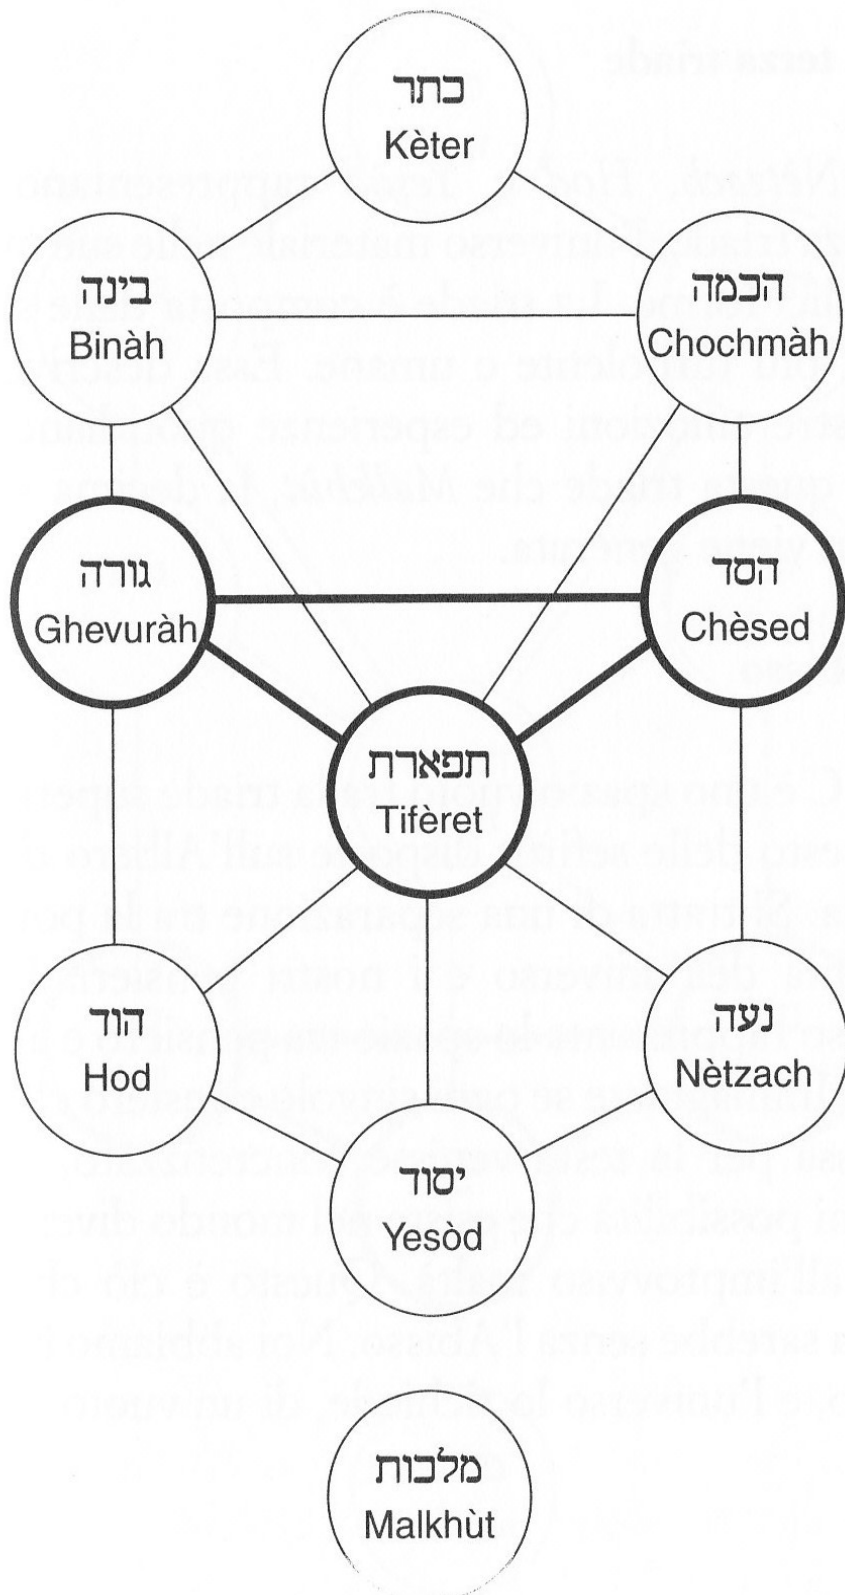 כתר
Kèter
בינה
Binàh
הכמה
Chochmàh
גורה
Ghevuràh
הסד
Chèsed
תפארת
Tifèret
הוד
Hod
נעה
Nètzach
יסוד
Yesòd
מלכות
Malkhùt